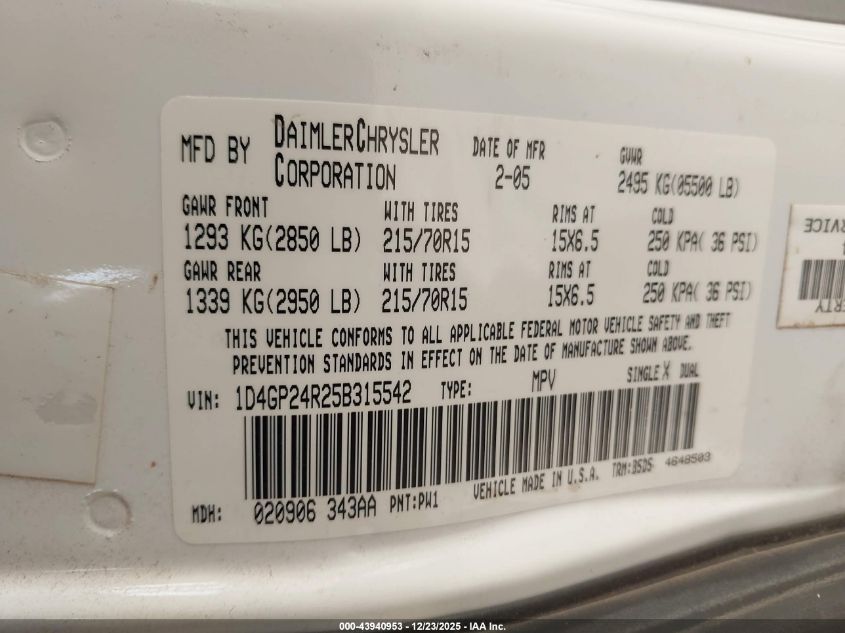 MFD BY DAIMLERCHRYSLER CORPORATION DATE OF MFR 2-05 GVWR 2495 KG(05500 LB)
GAWR FRONT WITH TIRES RIMS AT COLD
1293 KG(2850 LB) 215/70R15 15X6.5 250 KPA( 36 PSI)
GAWR REAR WITH TIRES RIMS AT COLD
1339 KG(2950 LB) 215/70R15 15X6.5 250 KPA( 36 PSI)
THIS VEHICLE CONFORMS TO ALL APPLICABLE FEDERAL MOTOR VEHICLE SAFETY AND THEFT
PREVENTION STANDARDS IN EFFECT ON THE DATE OF MANUFACTURE SHOWN ABOVE.
VIN: 1D4GP24R25B315542 TYPE: MPV SINGLE X DUAL
MDH: 020906 343AA PNT:PW1 VEHICLE MADE IN U.S.A. TRM:BSDS 4648503
000-43940953 - 12/23/2025 - IAA Inc.